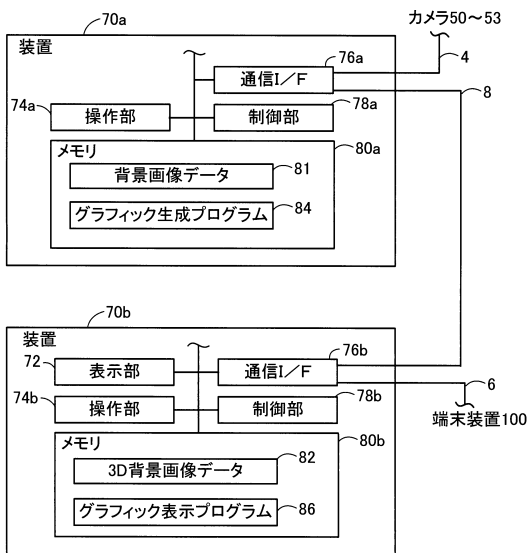 70a
カメラ50～53
装置
76a
4
通信I／F
8
74a
78a
操作部
制御部
メモリ
80a
背景画像データ
81
グラフィック生成プログラム
84
70b
装置
76b
72
表示部
通信I／F
6
74b
78b
操作部
制御部
端末装置100
メモリ
80b
3D背景画像データ
82
グラフィック表示プログラム
86